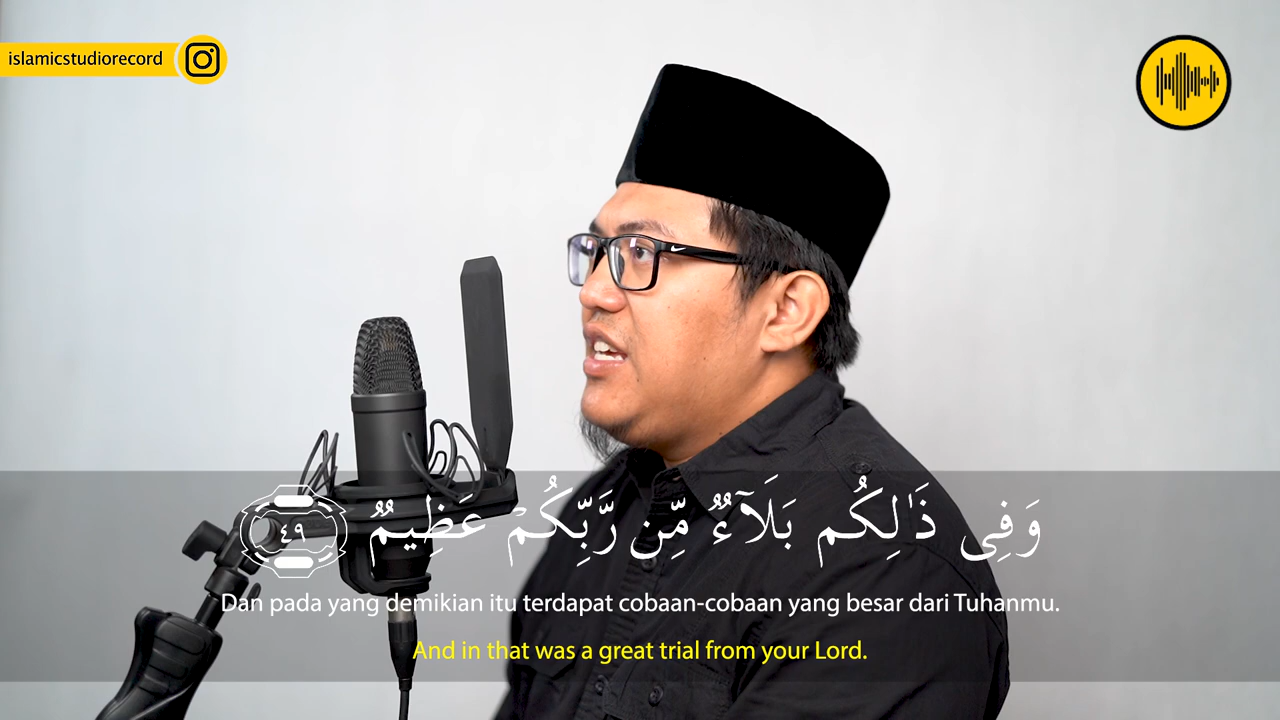 islamicstudiorecord
وَفِى ذَٰلِكُم بَلَآءٌ مِّن رَّبِّكُمْ عَظِيمٌ ٤٩
Dan pada yang demikian itu terdapat cobaan-cobaan yang besar dari Tuhanmu.
And in that was a great trial from your Lord.